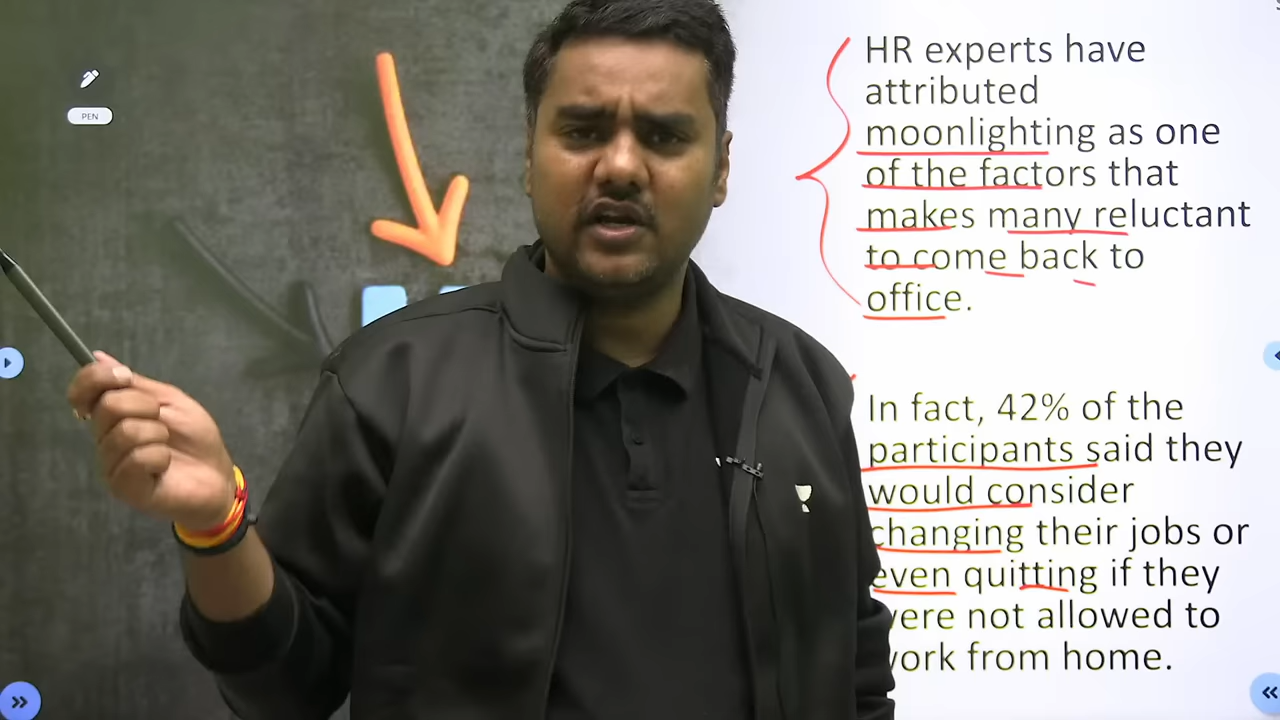 PEN
HR experts have
attributed
moonlighting as one
of the factors that
makes many reluctant
to come back to
office.
In fact, 42% of the
participants said they
would consider
changing their jobs or
even quitting if they
were not allowed to
work from home.